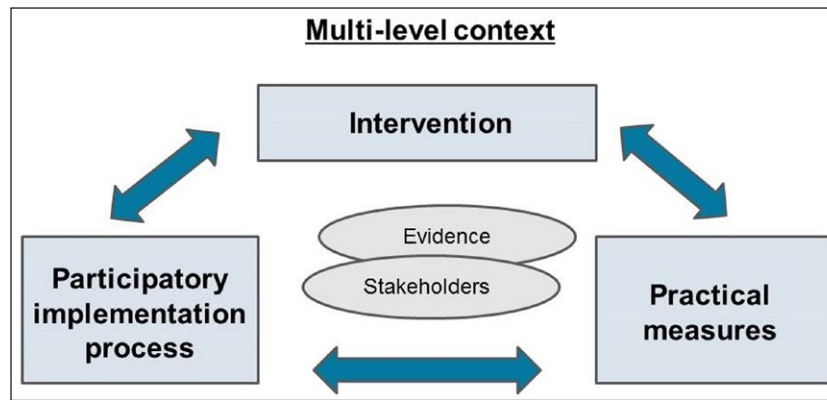 Multi-level context
Intervention
Evidence
Stakeholders
Participatory
implementation
process
Practical
measures